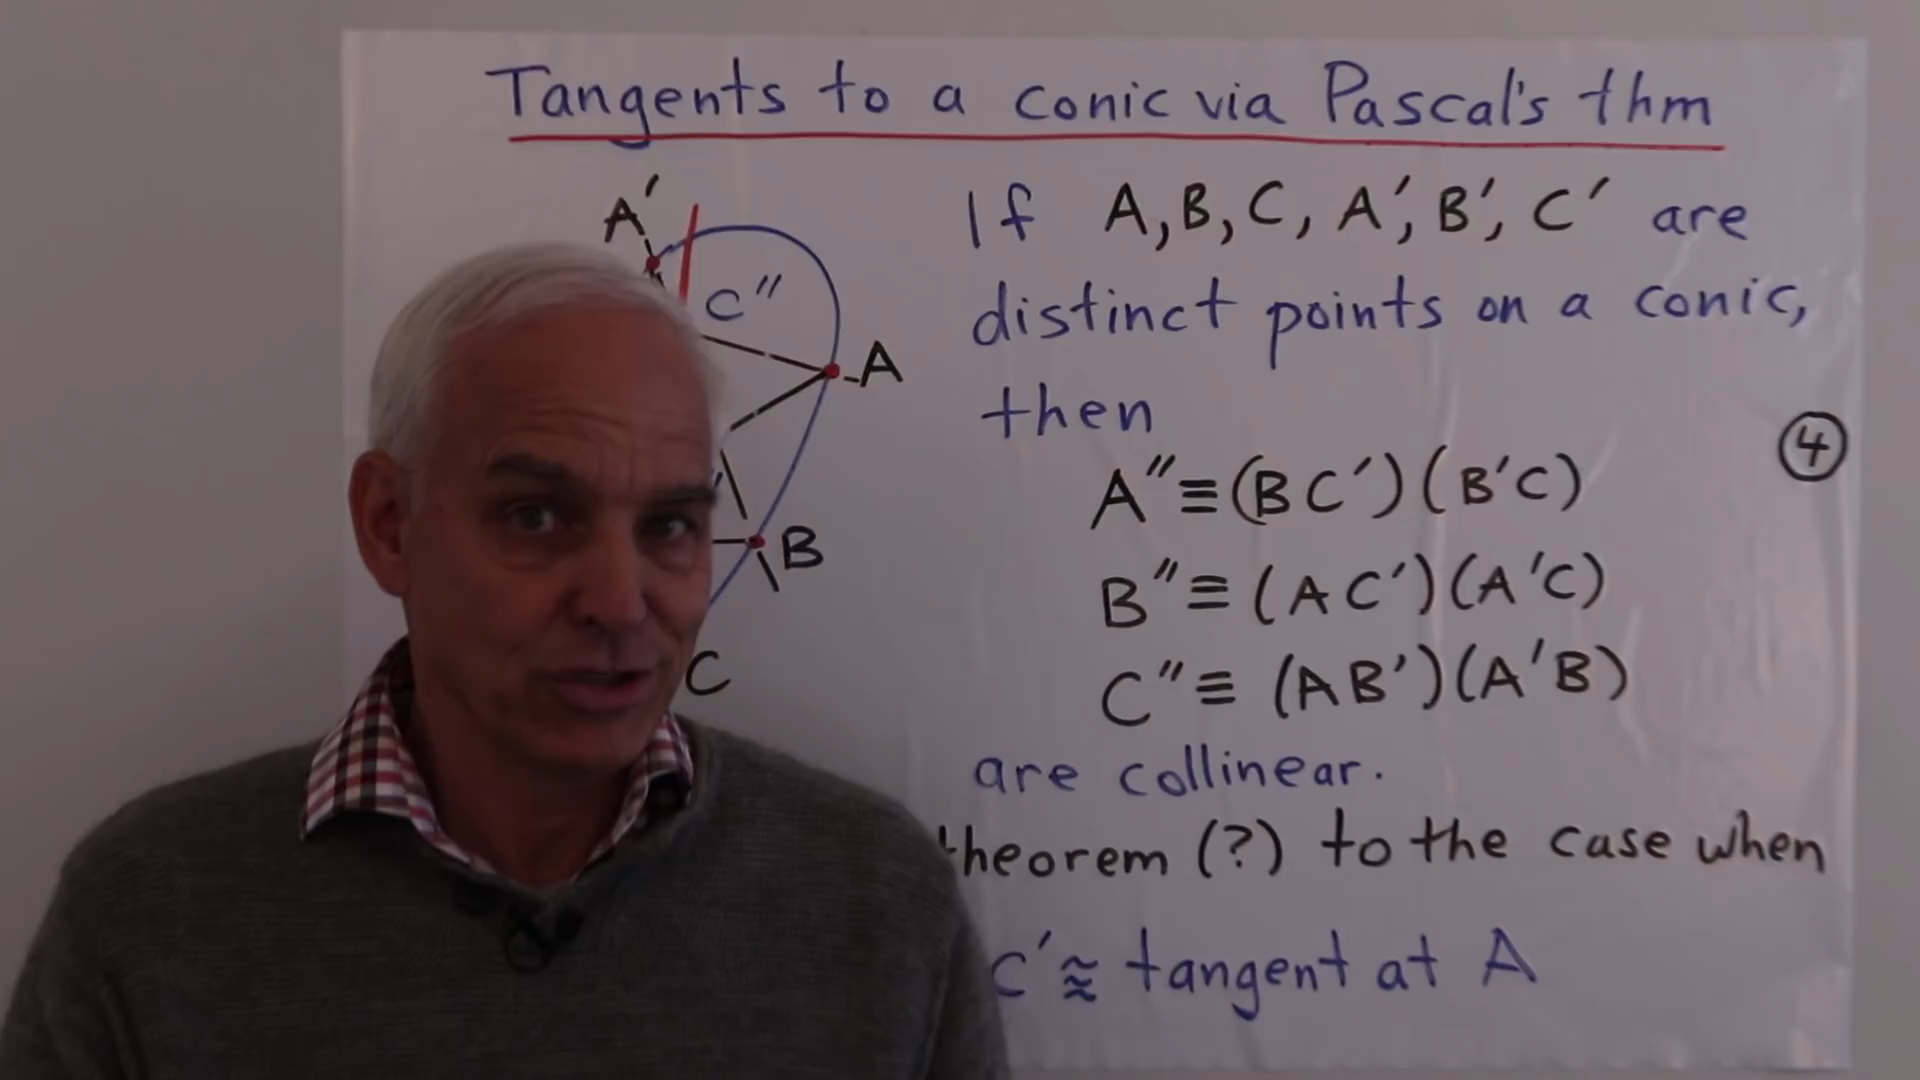 Tangents to a conic via Pascal's thm
A'
If A, B, C, A', B', C' are
C"
distinct points on a conic,
A
then
④
A" ≡ (BC')(B'C)
B
B" ≡ (AC')(A'C)
C
C" ≡ (AB')(A'B)
are collinear.
theorem (?) to the case when
C' ≈ tangent at A